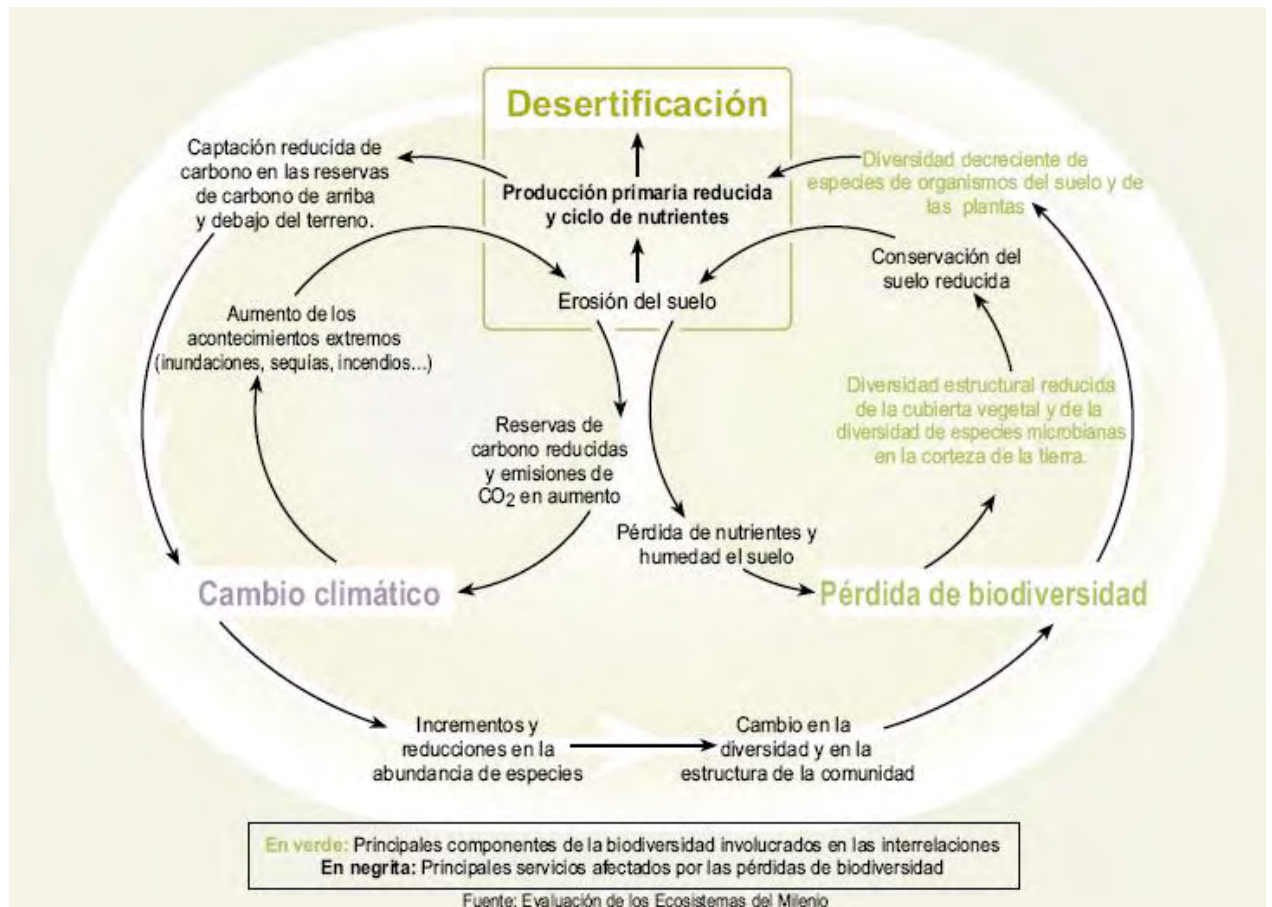 Desertificación
Captación reducida de
carbono en las reservas
de carbono de arriba
y debajo del terreno.
Producción primaria reducida
y ciclo de nutrientes
Diversidad decreciente de
especies de organismos del suelo y de
las plantas
Conservación del
suelo reducida
Erosión del suelo
Aumento de los
acontecimientos extremos
(inundaciones, sequías, incendios...)
Diversidad estructural reducida
de la cubierta vegetal y de la
diversidad de especies microbianas
en la corteza de la tierra.
Reservas de
carbono reducidas
y emisiones de
CO2 en aumento
Pérdida de nutrientes y
humedad el suelo
Cambio climático
Pérdida de biodiversidad
Incrementos y
reducciones en la
abundancia de especies
Cambio en la
diversidad y en la
estructura de la comunidad
En verde: Principales componentes de la biodiversidad involucrados en las interrelaciones
En negrita: Principales servicios afectados por las pérdidas de biodiversidad
Fuente: Evaluación de los Ecosistemas del Milenio